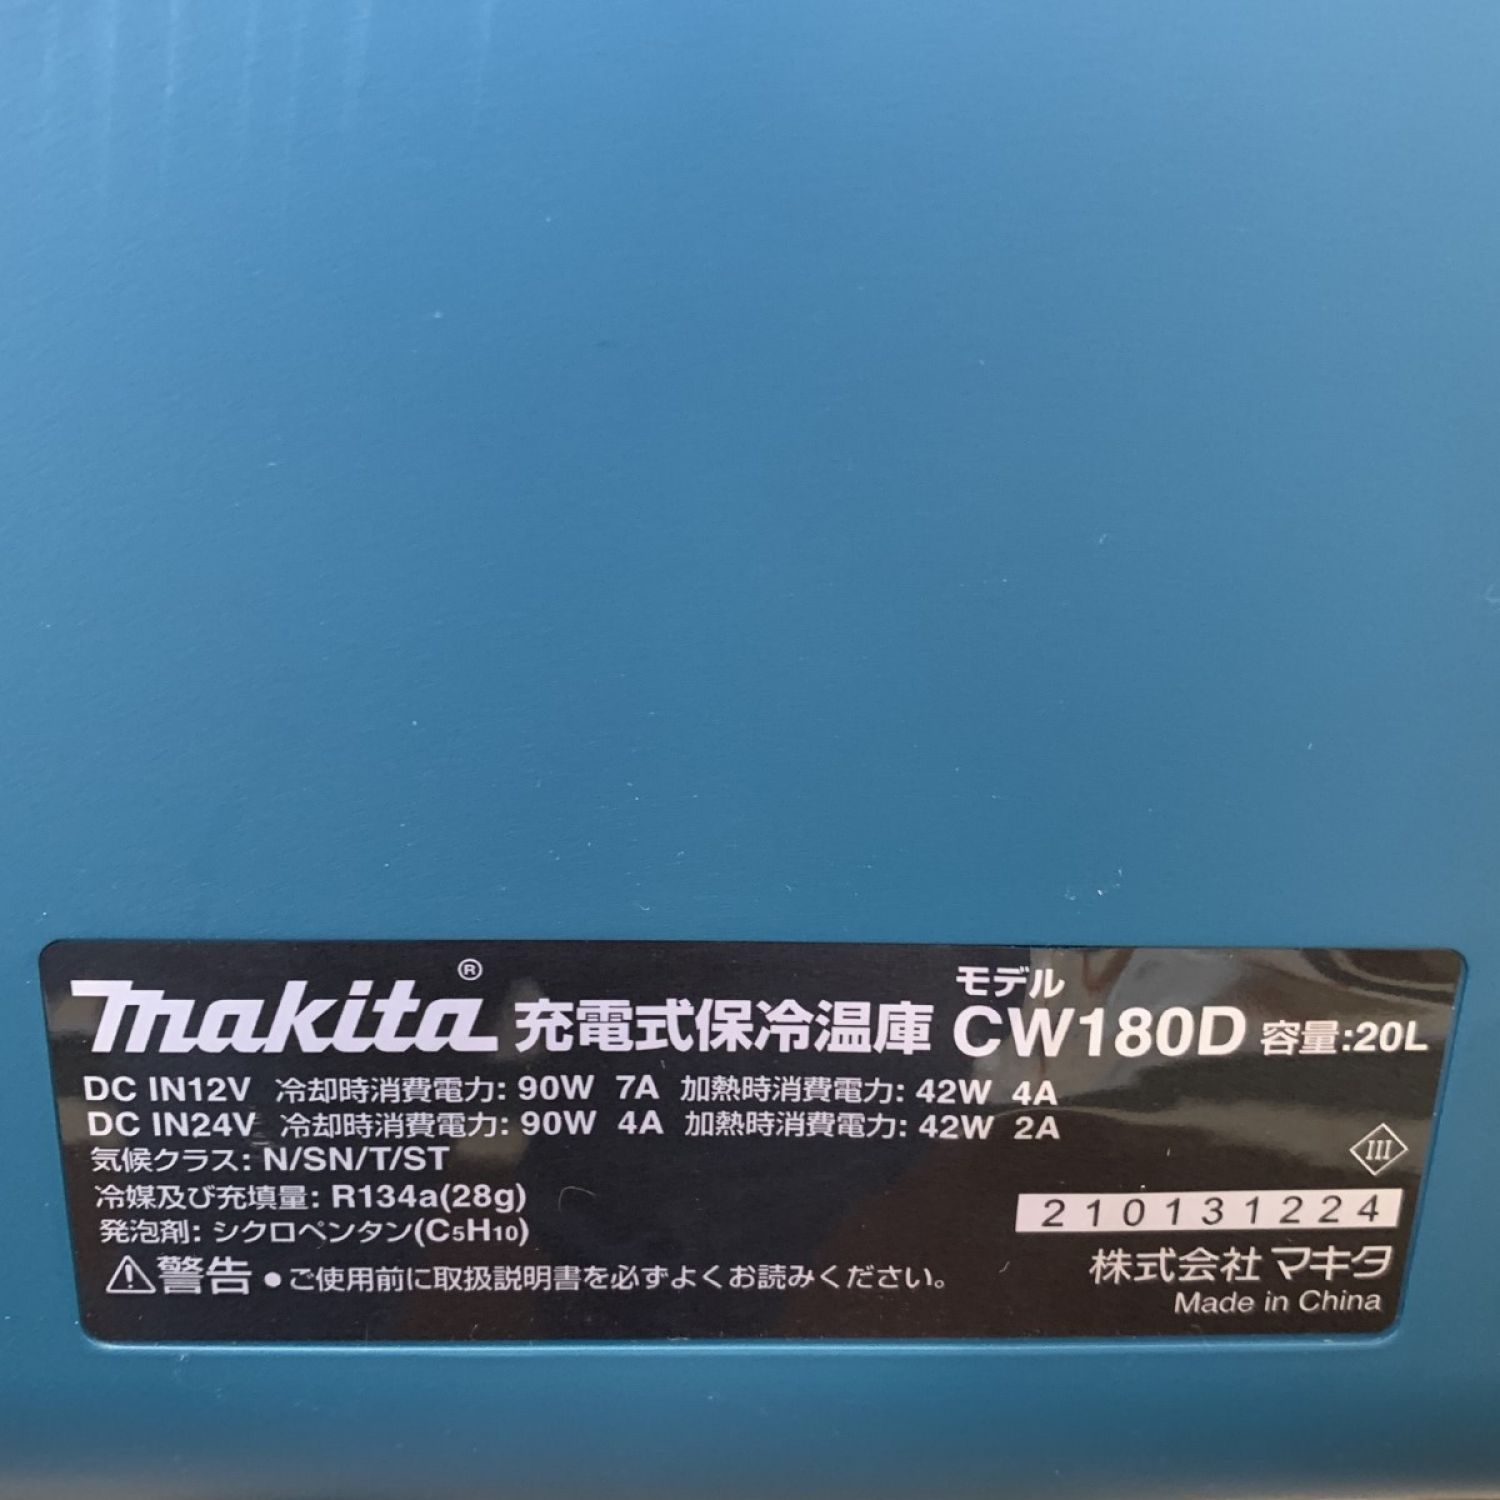 makita® 充電式保冷温庫 モデル CW180D 容量:20L
DC IN12V 冷却時消費電力: 90W 7A 加熱時消費電力: 42W 4A
DC IN24V 冷却時消費電力: 90W 4A 加熱時消費電力: 42W 2A
気候クラス: N/SN/T/ST
III
冷媒及び充填量: R134a(28g)
210131224
発泡剤: シクロペンタン(C5H10)
⚠警告 ●ご使用前に取扱説明書を必ずよくお読みください。
株式会社 マキタ
Made in China